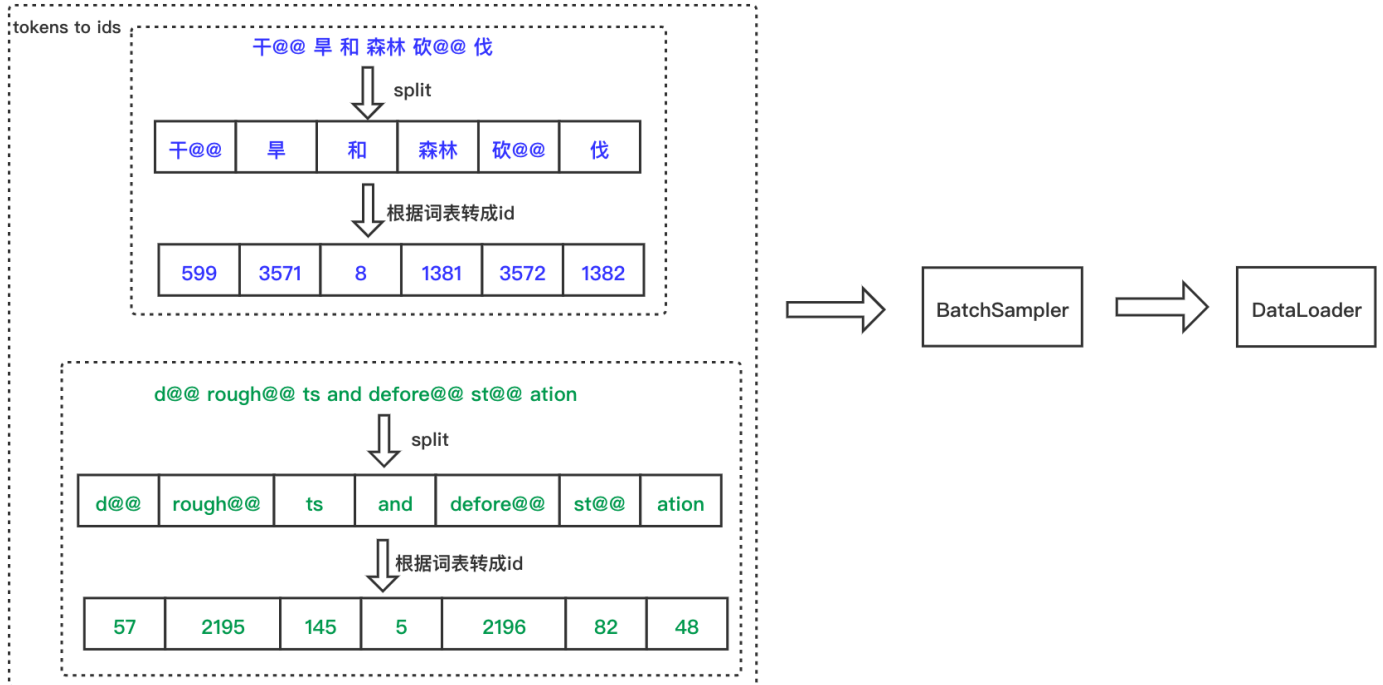 tokens to ids
干@@ 旱 和 森林 砍@@ 伐
split
干@@ 旱 和 森林 砍@@ 伐
根据词表转成id
599 3571 8 1381 3572 1382
d@@ rough@@ ts and defore@@ st@@ ation
split
d@@ rough@@ ts and defore@@ st@@ ation
根据词表转成id
57 2195 145 5 2196 82 48
BatchSampler
DataLoader